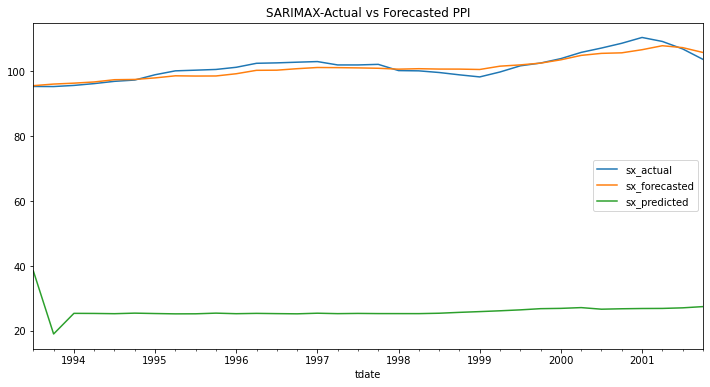 SARIMAX-Actual vs Forecasted PPI
100
80
60
40
20
sx_actual
sx_forecasted
sx_predicted
1994 1995 1996 1997 1998 1999 2000 2001
tdate